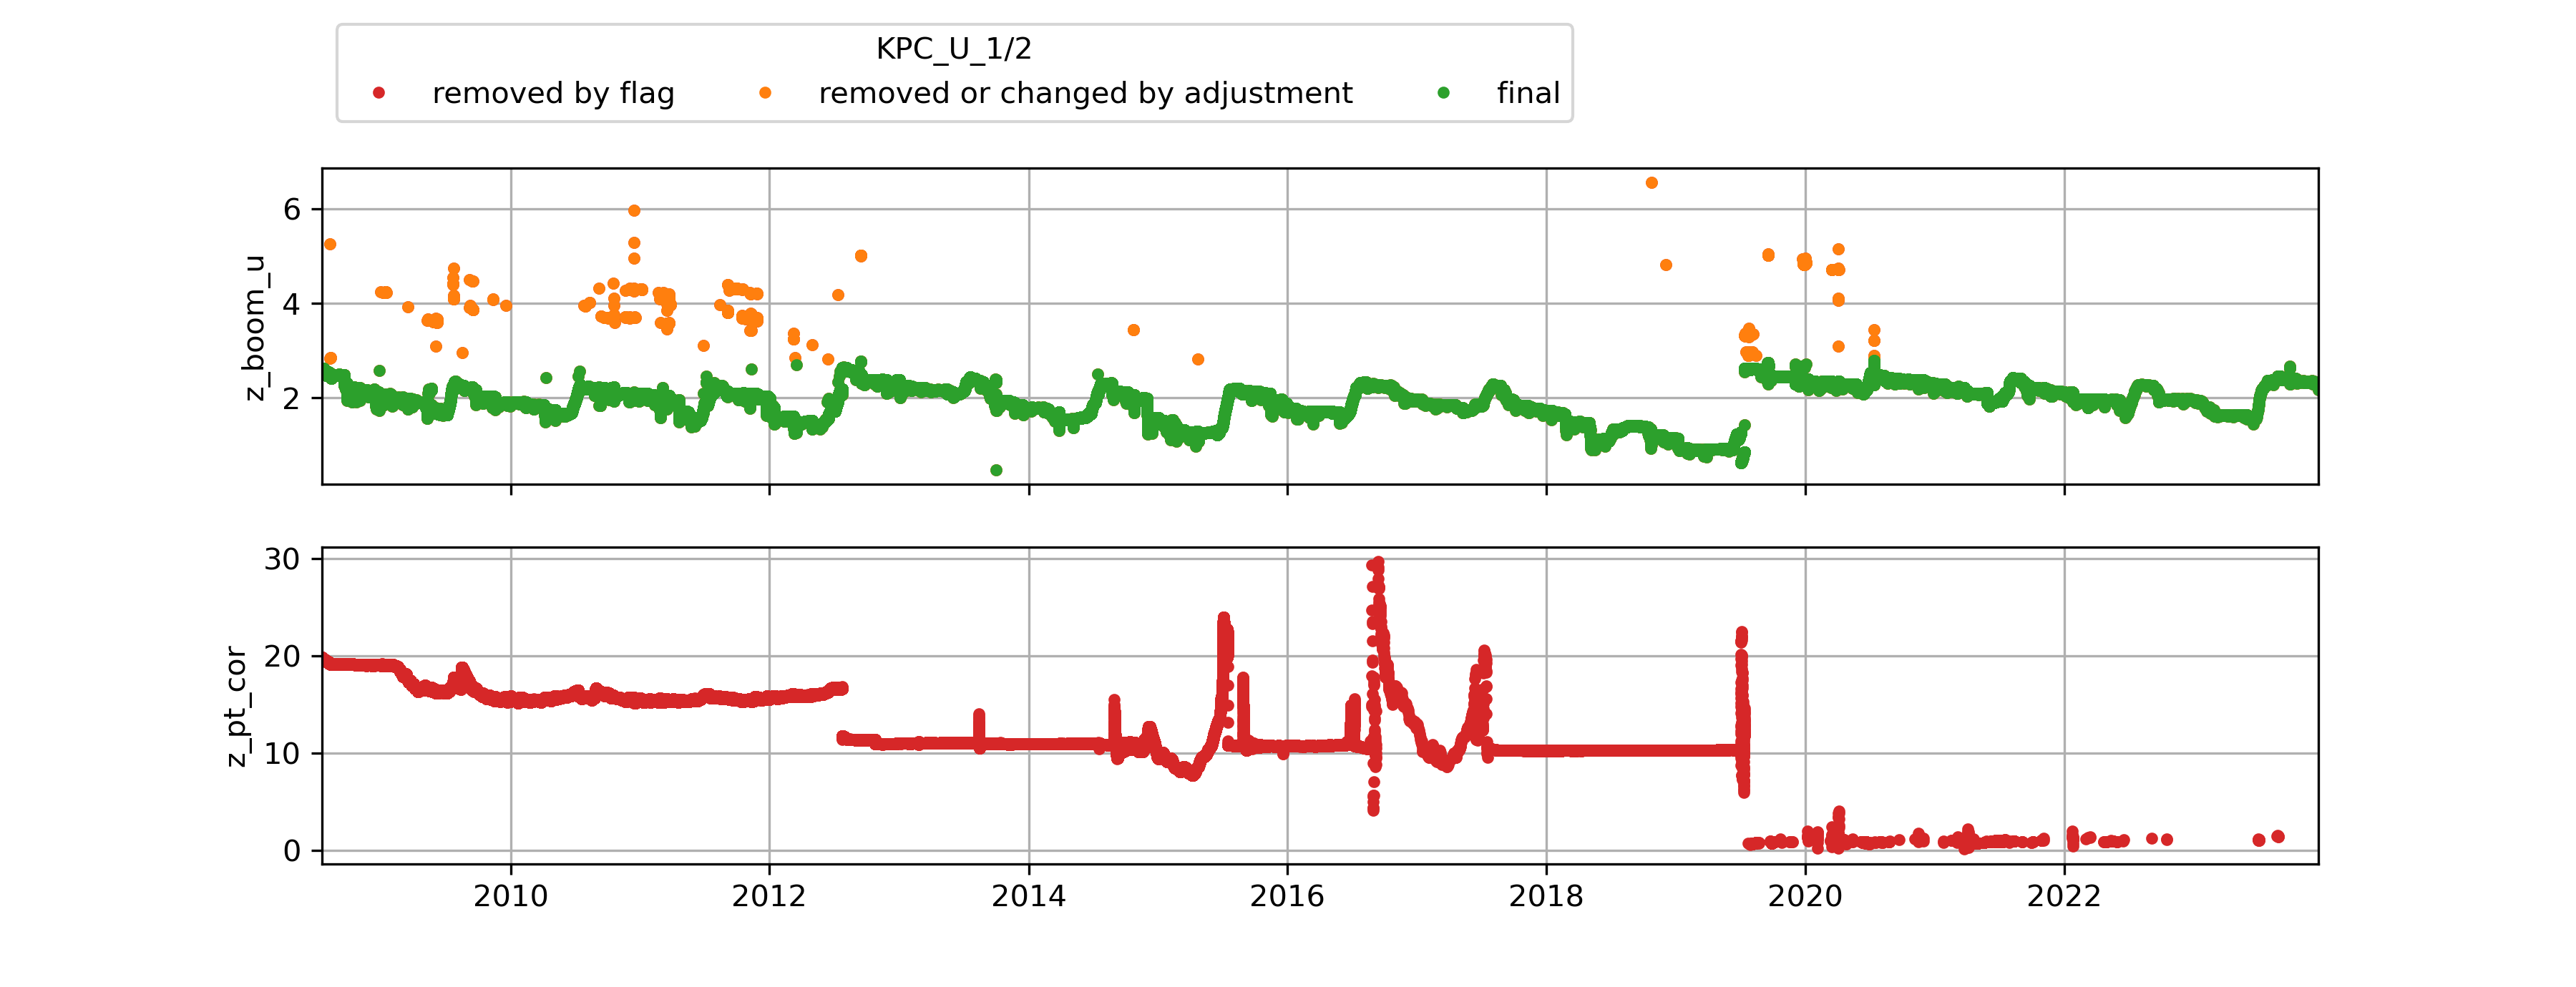 KPC_U_1/2
removed by flag removed or changed by adjustment final
z_boom_u
6
4
2
z_pt_cor
30
20
10
0
2010 2012 2014 2016 2018 2020 2022